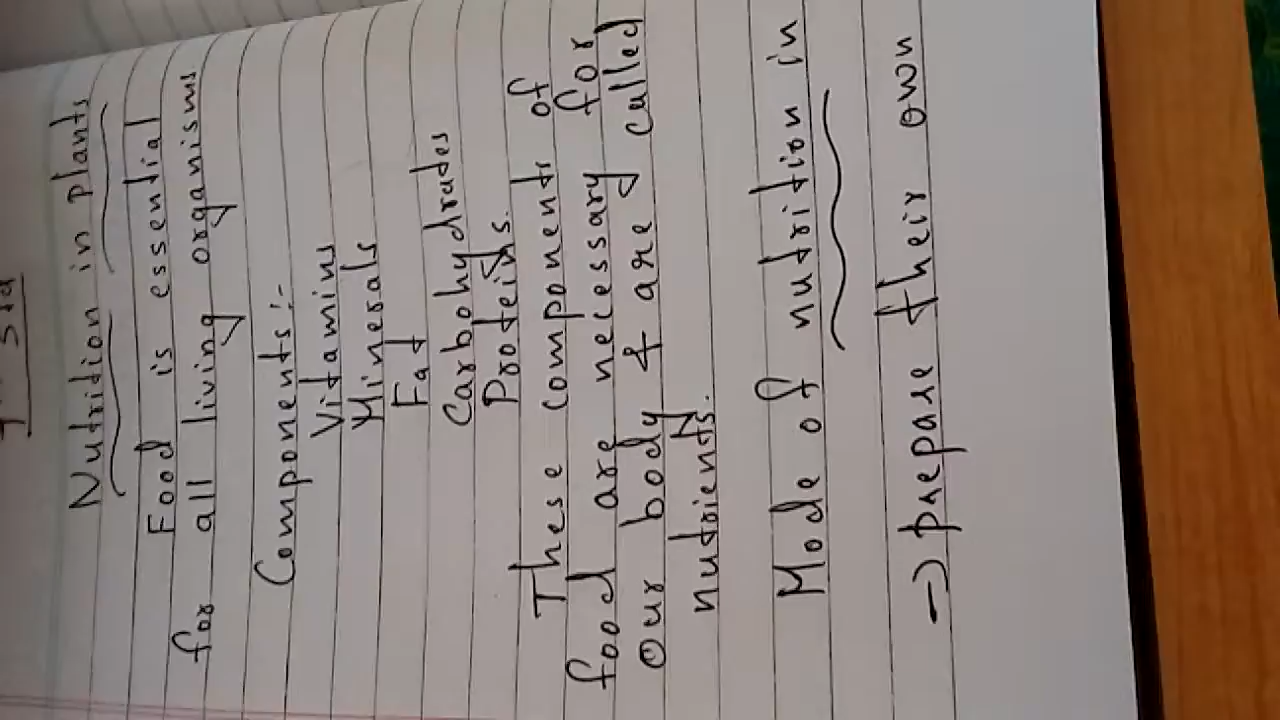 Nutrition in plants
Food is essential
for all living organisms
Components:-
Vitamins
Minerals
Fat
Carbohydrates
Proteins.
These components of
food are necessary for
our body & are called
nutrients.
Mode of nutrition in
→ prepare their own